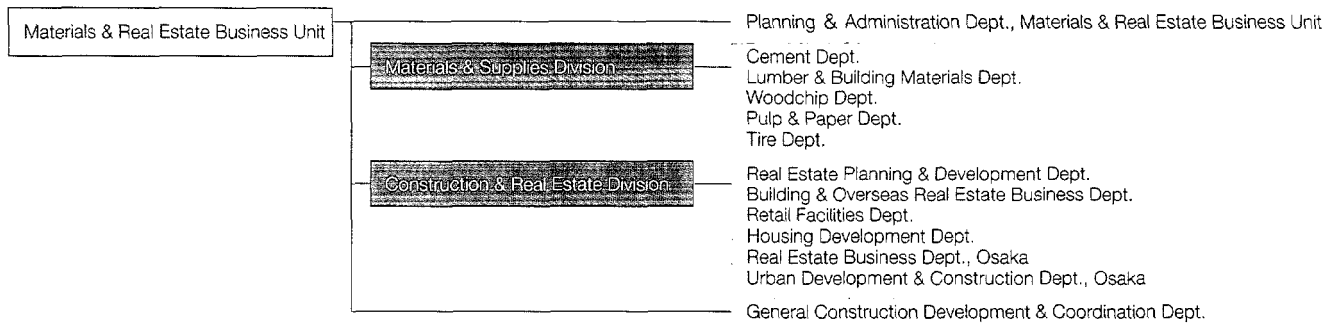 Materials & Real Estate Business Unit
Planning & Administration Dept., Materials & Real Estate Business Unit
Materials & Supplies Division
Cement Dept.
Lumber & Building Materials Dept.
Woodchip Dept.
Pulp & Paper Dept.
Tire Dept.
Construction & Real Estate Division
Real Estate Planning & Development Dept.
Building & Overseas Real Estate Business Dept.
Retail Facilities Dept.
Housing Development Dept.
Real Estate Business Dept., Osaka
Urban Development & Construction Dept., Osaka
General Construction Development & Coordination Dept.